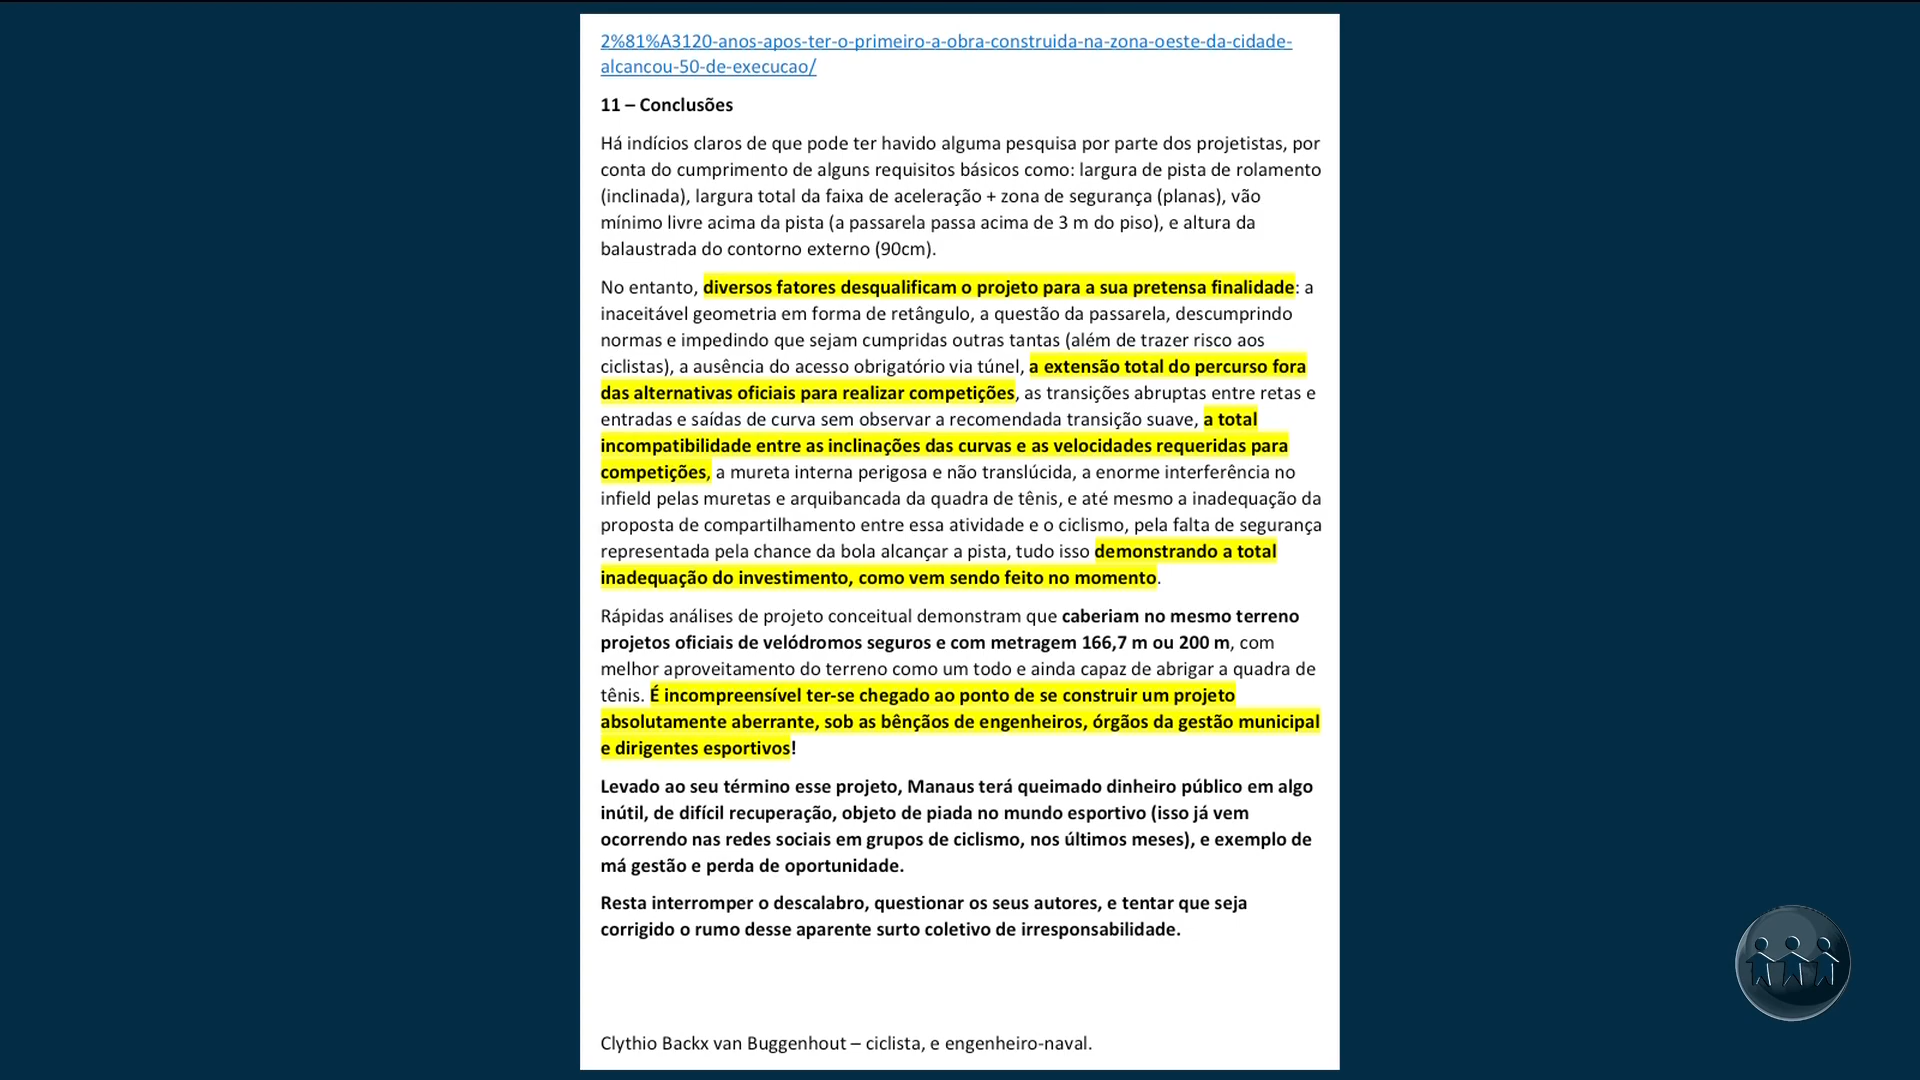 2%81%A3120-anos-apos-ter-o-primeiro-a-obra-construida-na-zona-oeste-da-cidade-
alcancou-50-de-execucao/
11 – Conclusões
Há indícios claros de que pode ter havido alguma pesquisa por parte dos projetistas, por
conta do cumprimento de alguns requisitos básicos como: largura de pista de rolamento
(inclinada), largura total da faixa de aceleração + zona de segurança (planas), vão
mínimo livre acima da pista (a passarela passa acima de 3 m do piso), e altura da
balaustrada do contorno externo (90cm).
No entanto, diversos fatores desqualificam o projeto para a sua pretensa finalidade: a
inaceitável geometria em forma de retângulo, a questão da passarela, descumprindo
normas e impedindo que sejam cumpridas outras tantas (além de trazer risco aos
ciclistas), a ausência do acesso obrigatório via túnel, a extensão total do percurso fora
das alternativas oficiais para realizar competições, as transições abruptas entre retas e
entradas e saídas de curva sem observar a recomendada transição suave, a total
incompatibilidade entre as inclinações das curvas e as velocidades requeridas para
competições, a mureta interna perigosa e não translúcida, a enorme interferência no
infield pelas muretas e arquibancada da quadra de tênis, e até mesmo a inadequação da
proposta de compartilhamento entre essa atividade e o ciclismo, pela falta de segurança
representada pela chance da bola alcançar a pista, tudo isso demonstrando a total
inadequação do investimento, como vem sendo feito no momento.
Rápidas análises de projeto conceitual demonstram que caberiam no mesmo terreno
projetos oficiais de velódromos seguros e com metragem 166,7 m ou 200 m, com
melhor aproveitamento do terreno como um todo e ainda capaz de abrigar a quadra de
tênis. É incompreensível ter-se chegado ao ponto de se construir um projeto
absolutamente aberrante, sob as bênçãos de engenheiros, órgãos da gestão municipal
e dirigentes esportivos!
Levado ao seu término esse projeto, Manaus terá queimado dinheiro público em algo
inútil, de difícil recuperação, objeto de piada no mundo esportivo (isso já vem
ocorrendo nas redes sociais em grupos de ciclismo, nos últimos meses), e exemplo de
má gestão e perda de oportunidade.
Resta interromper o descalabro, questionar os seus autores, e tentar que seja
corrigido o rumo desse aparente surto coletivo de irresponsabilidade.
Clythio Backx van Buggenhout – ciclista, e engenheiro-naval.